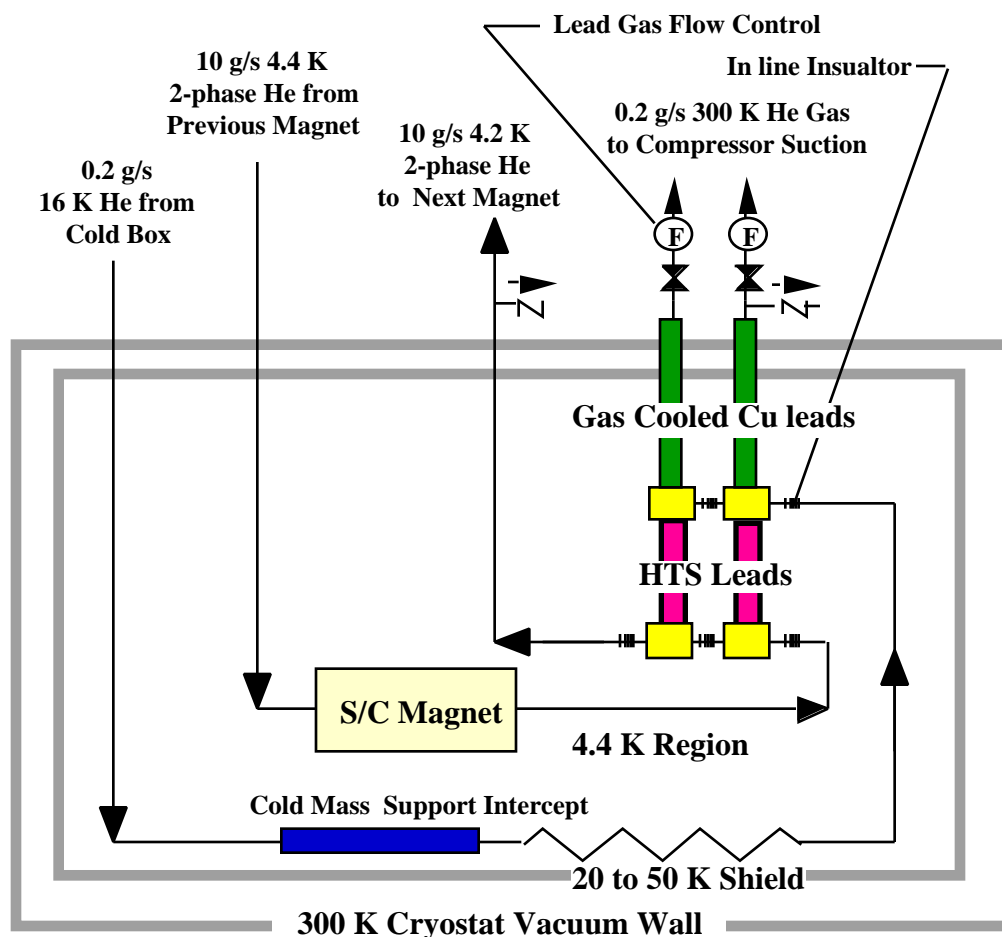 Lead Gas Flow Control
In line Insualtor
10 g/s 4.4 K
2-phase He from
Previous Magnet
0.2 g/s 300 K He Gas
to Compressor Suction
10 g/s 4.2 K
2-phase He
to Next Magnet
0.2 g/s
16 K He from
Cold Box
F
F
Gas Cooled Cu leads
HTS Leads
S/C Magnet
4.4 K Region
Cold Mass Support Intercept
20 to 50 K Shield
300 K Cryostat Vacuum Wall